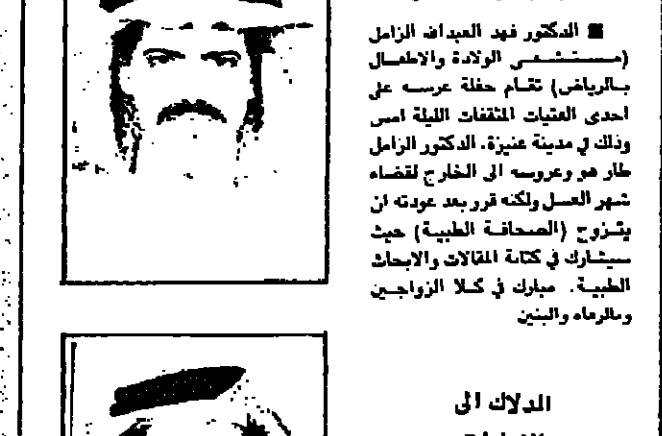 ■ الدكتور فهد العبدالله الزامل
(مستشفى الولادة والاطفال
بالرياض) تقام حفلة عرسه على
احدى الفتيات المثقفات الليلة امس
وذلك في مدينة عنيزة. الدكتور الزامل
طار هو وعروسه الى الخارج لقضاء
شهر العسل ولكنه قرر بعد عودته ان
يتزوج (الصحافة الطبية) حيث
سيشارك في كتابة المقالات والابحاث
الطبية. مبارك في كلا الزواجين
وبالرفاه والبنين
الدلاك الى